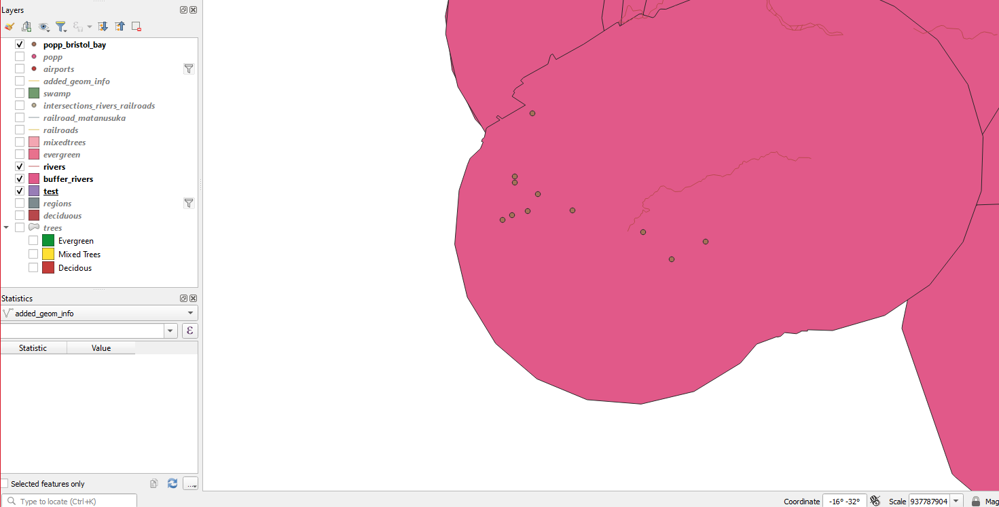 Layers
popp_bristol_bay
popp
airports
added_geom_info
swamp
intersections_rivers_railroads
railroad_matanusuka
railroads
mixedtrees
evergreen
rivers
buffer_rivers
test
regions
deciduous
trees
Evergreen
Mixed Trees
Decidous
Statistics
added_geom_info
ε
Statistic Value
Selected features only
...
Type to locate (Ctrl+K)
Coordinate -16° -32° Scale 937787904 Mag